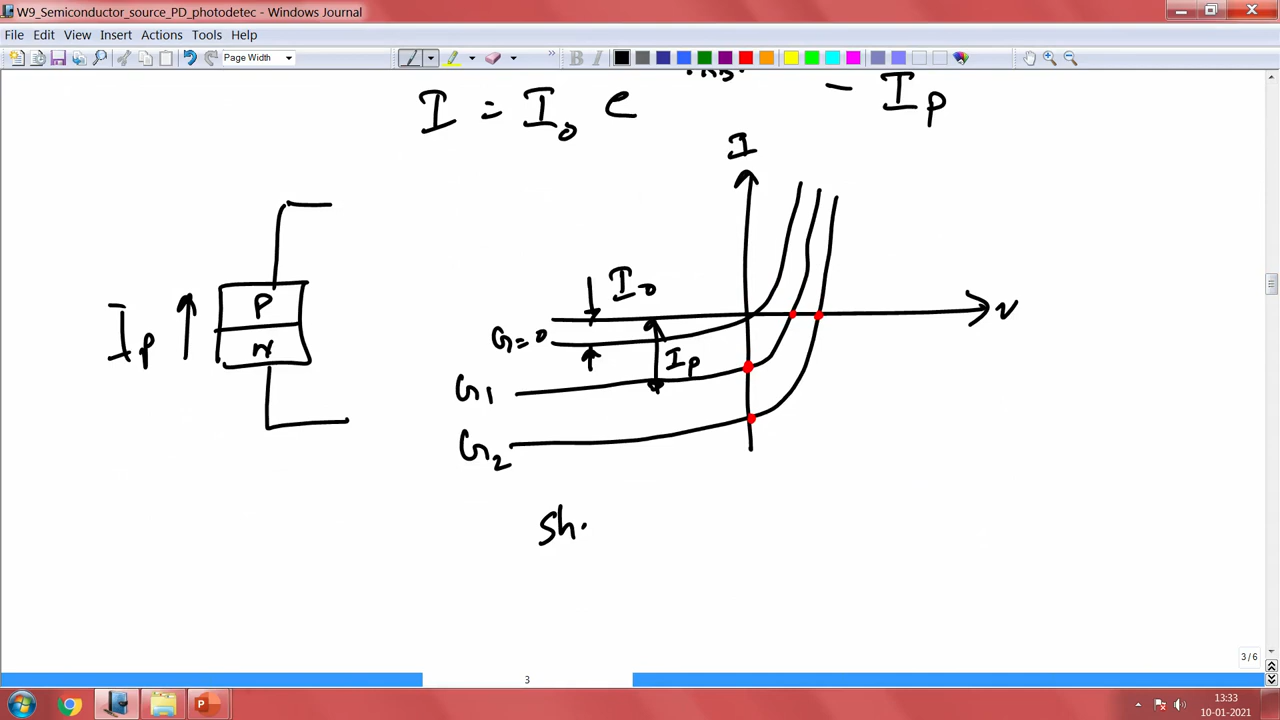 W9_Semiconductor_source_PD_photodetec - Windows Journal
File Edit View Insert Actions Tools Help
Page Width
B I
I = I₀ e - Iₚ
I
I₀
P
N
Iₚ
G=0
Iₚ
v
G₁
G₂
Sh
3/6
3
13:33
10-01-2021